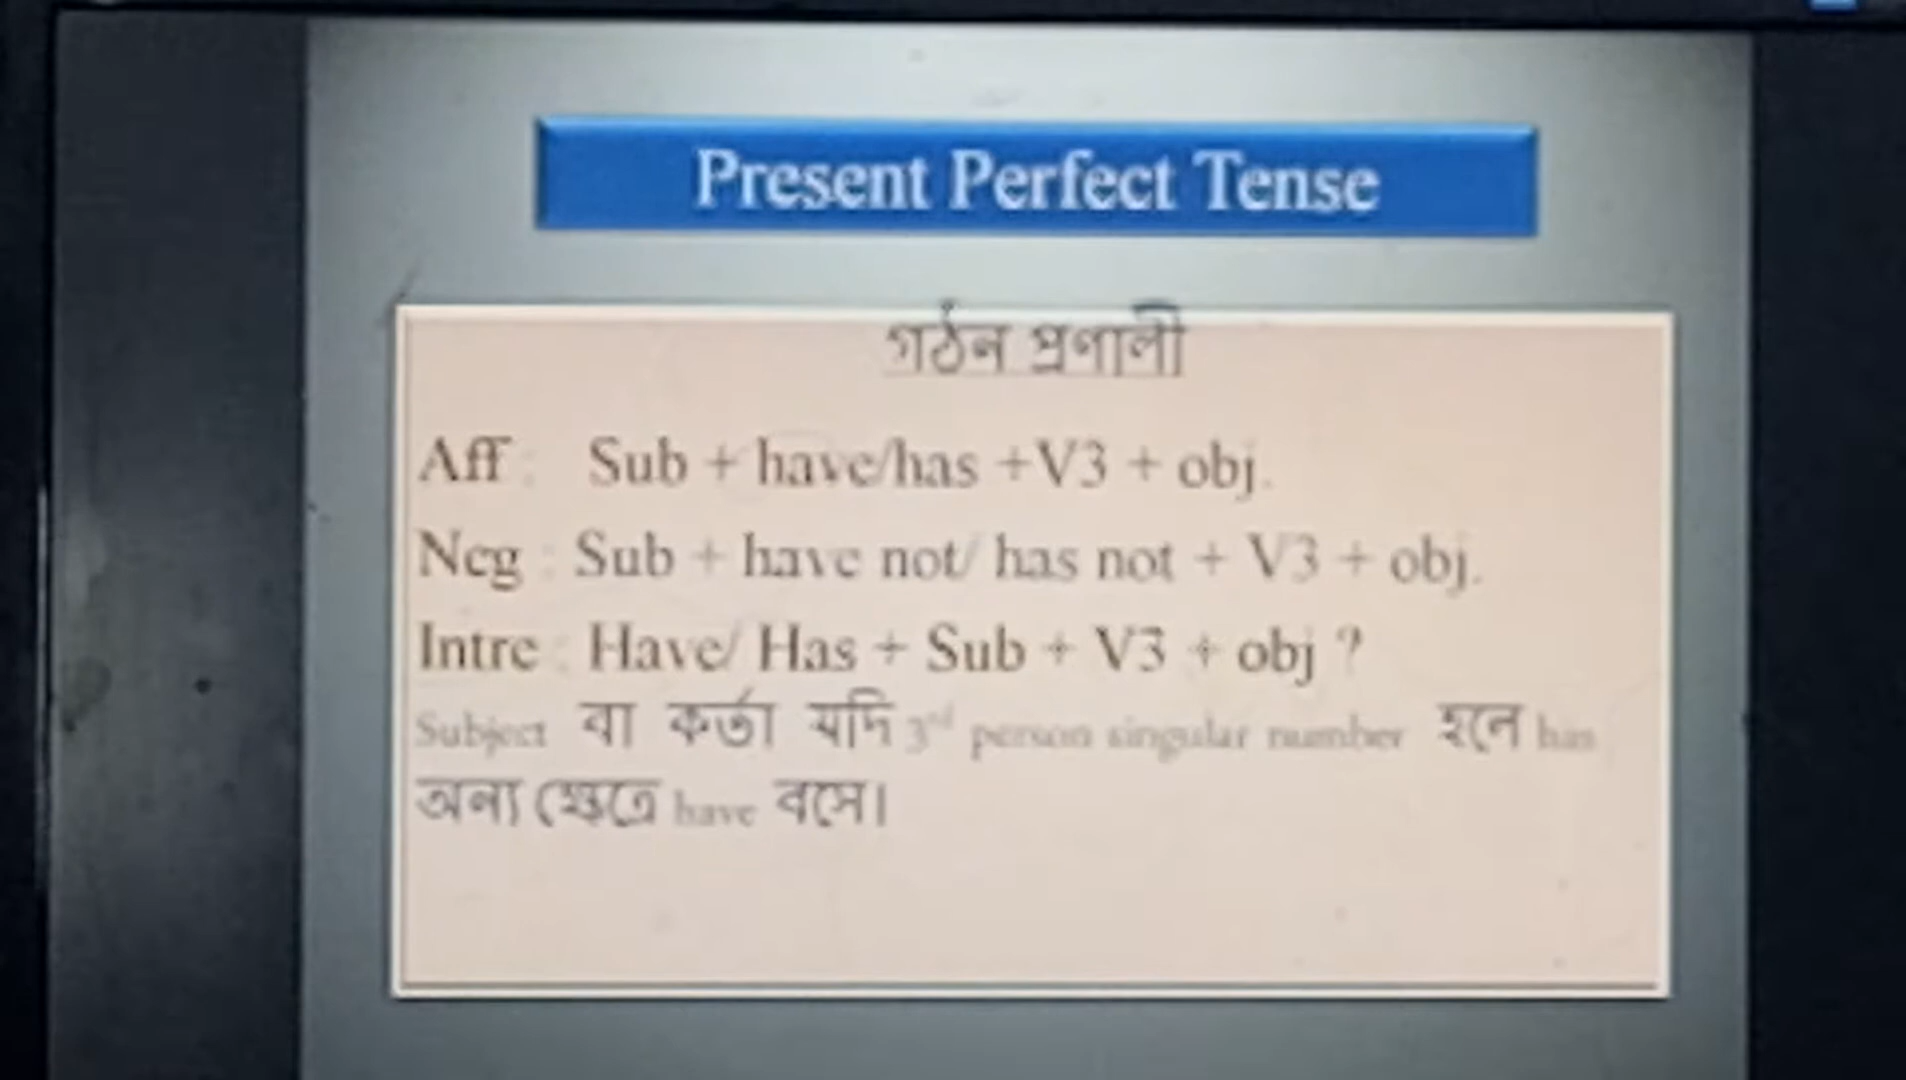 Present Perfect Tense
গঠন প্রণালী
Aff : Sub + have/has +V3 + obj.
Neg : Sub + have not/ has not + V3 + obj.
Intre : Have/ Has + Sub + V3 + obj ?
Subject বা কর্তা যদি 3rd person singular number হলে has
অন্য ক্ষেত্রে have বসে।